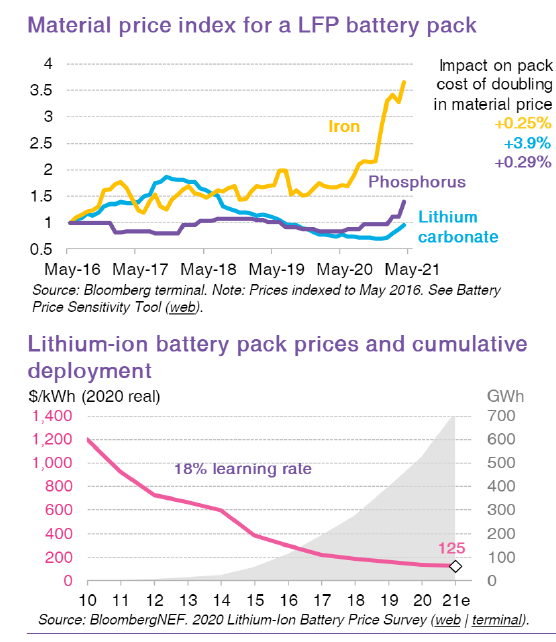 Material price index for a LFP battery pack
4
3.5
3
2.5
2
1.5
1
0.5
Impact on pack
cost of doubling
in material price
+0.25%
+3.9%
+0.29%
Iron
Phosphorus
Lithium
carbonate
May-16 May-17 May-18 May-19 May-20 May-21
Source: Bloomberg terminal. Note: Prices indexed to May 2016. See Battery
Price Sensitivity Tool (web).
Lithium-ion battery pack prices and cumulative
deployment
$/kWh (2020 real) GWh
1,400 700
1,200 600
1,000 500
800 400
600 300
400 200
200 100
0 0
18% learning rate
125
10 11 12 13 14 15 16 17 18 19 20 21e
Source: BloombergNEF. 2020 Lithium-Ion Battery Price Survey (web | terminal).